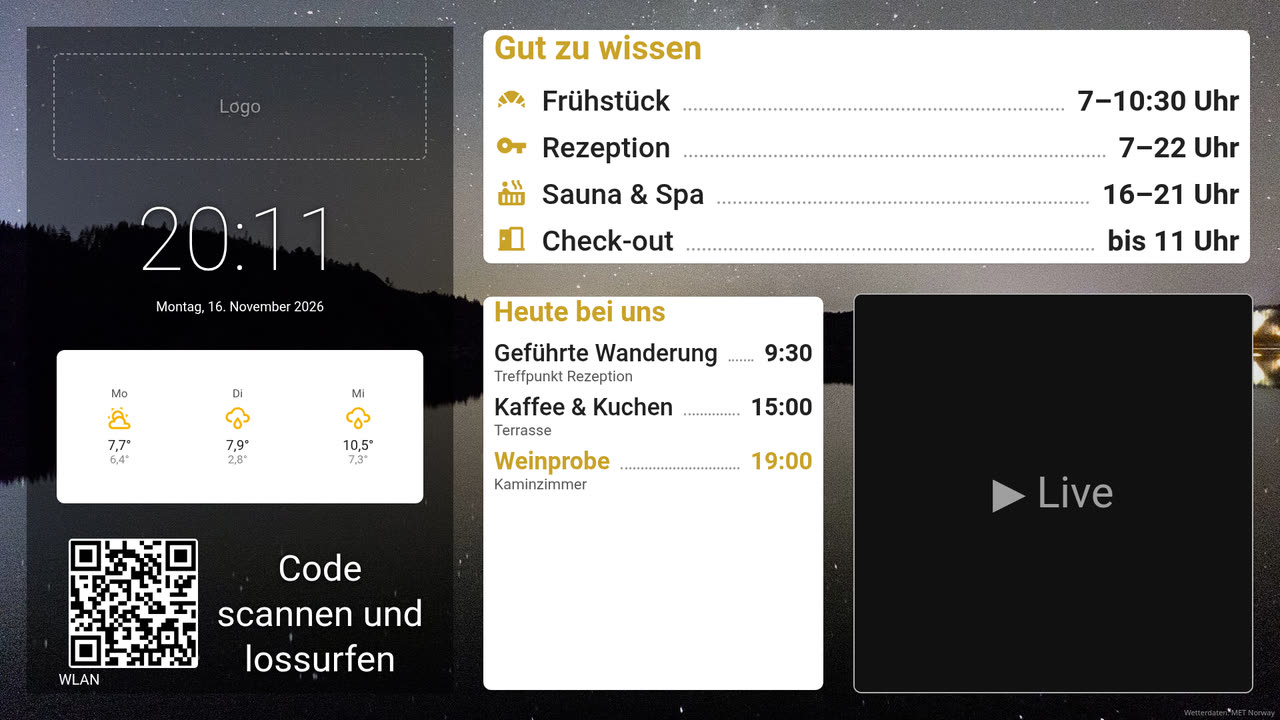 Logo
20:11
Montag, 16. November 2026
Mo Di Mi
7,7° 7,9° 10,5°
6,4° 2,8° 7,3°
Code
scannen und
lossurfen
WLAN
Gut zu wissen
Frühstück 7–10:30 Uhr
Rezeption 7–22 Uhr
Sauna & Spa 16–21 Uhr
Check-out bis 11 Uhr
Heute bei uns
Geführte Wanderung 9:30
Treffpunkt Rezeption
Kaffee & Kuchen 15:00
Terrasse
Weinprobe 19:00
Kaminzimmer
▶ Live
Wetterdaten: MET Norway